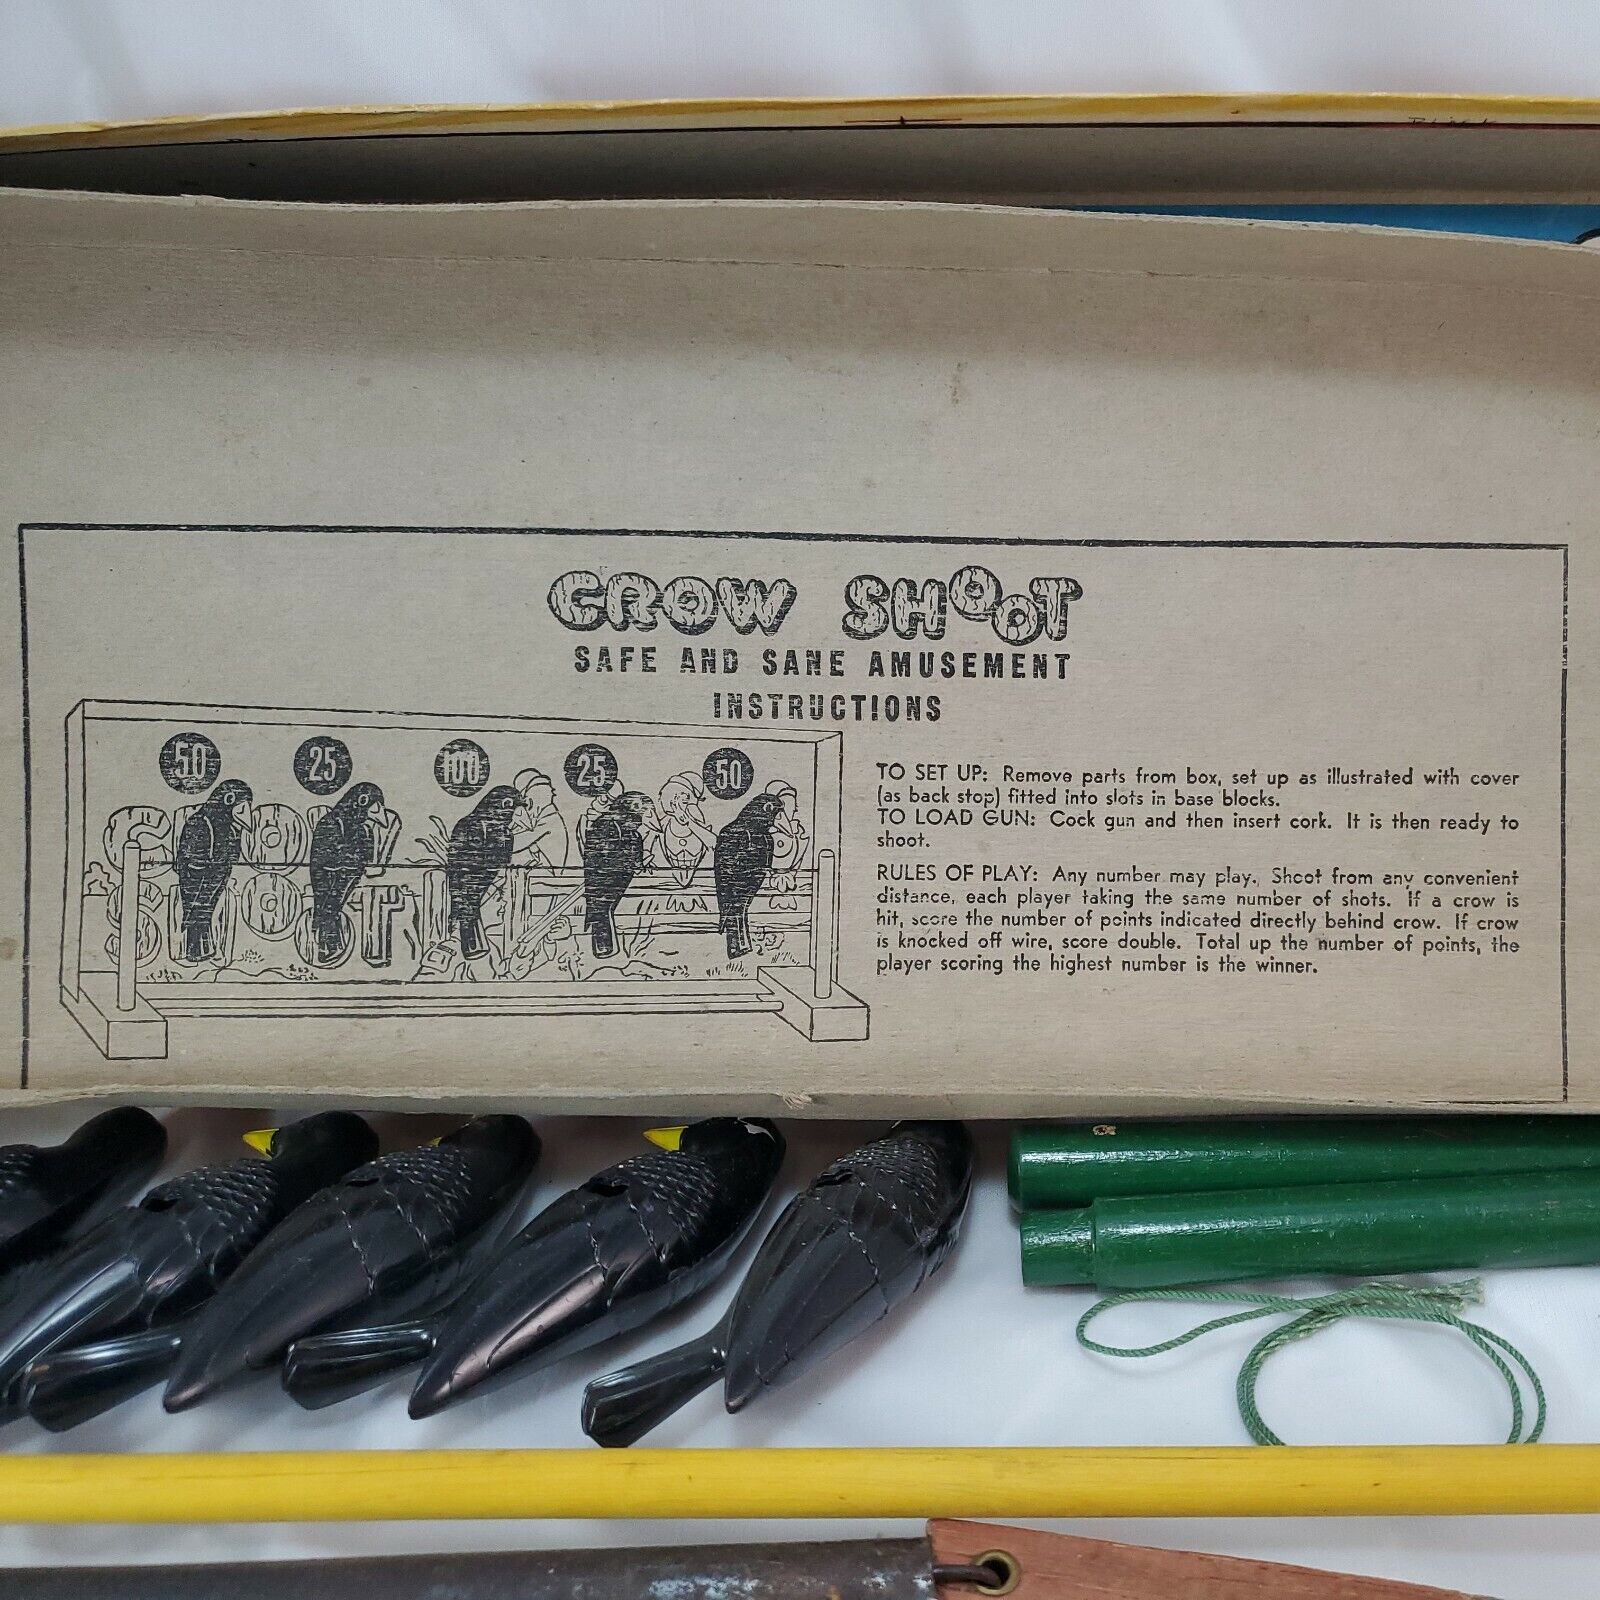 CROW SHOOT
SAFE AND SANE AMUSEMENT
INSTRUCTIONS
50 25 100 25 50
TO SET UP: Remove parts from box, set up as illustrated with cover
(as back stop) fitted into slots in base blocks.
TO LOAD GUN: Cock gun and then insert cork. It is then ready to
shoot.
RULES OF PLAY: Any number may play. Shoot from any convenient
distance, each player taking the same number of shots. If a crow is
hit, score the number of points indicated directly behind crow. If crow
is knocked off wire, score double. Total up the number of points, the
player scoring the highest number is the winner.